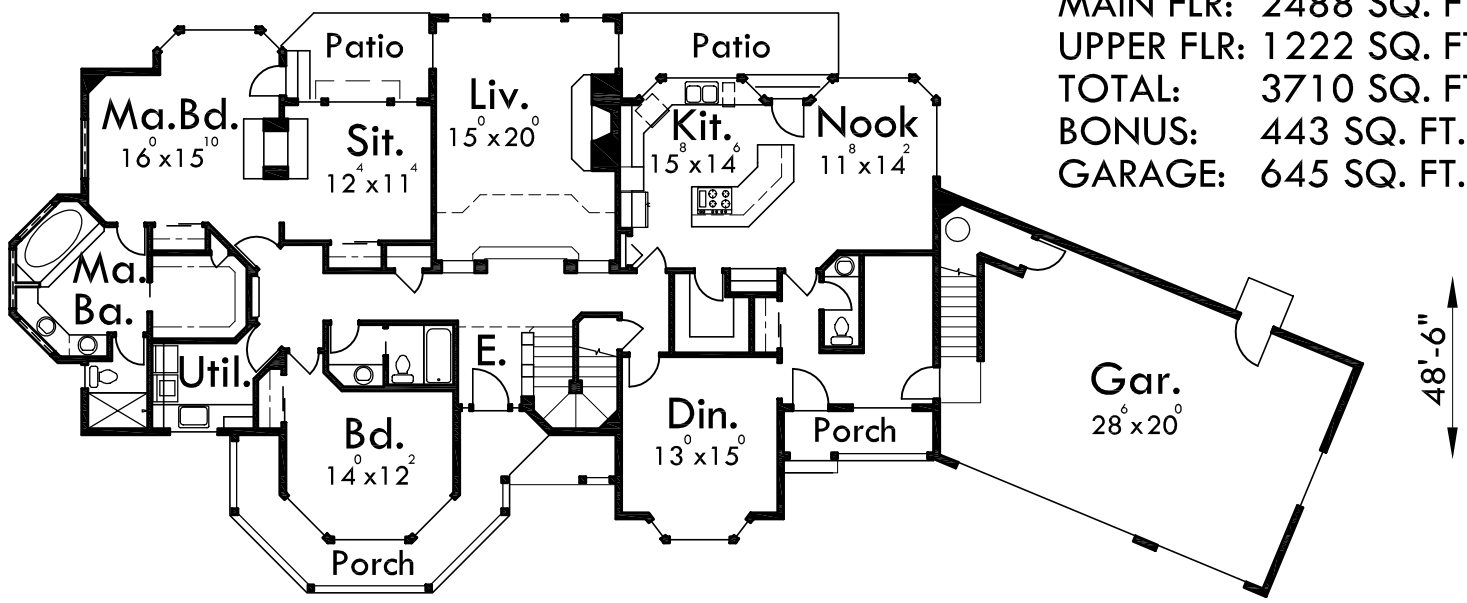 MAIN FLR: 2488 SQ. F
UPPER FLR: 1222 SQ. FT
TOTAL: 3710 SQ. F
BONUS: 443 SQ. FT.
GARAGE: 645 SQ. FT.
Patio
Patio
Ma.Bd.
16⁰x15¹⁰
Sit.
12⁴x11⁴
Liv.
15⁰x20⁰
Kit.
15⁸x14⁶
Nook
11⁸x14²
Ma.
Ba.
Util.
E.
Bd.
14⁰x12²
Din.
13⁰x15⁰
Porch
Porch
Gar.
28⁶x20⁰
48'-6"